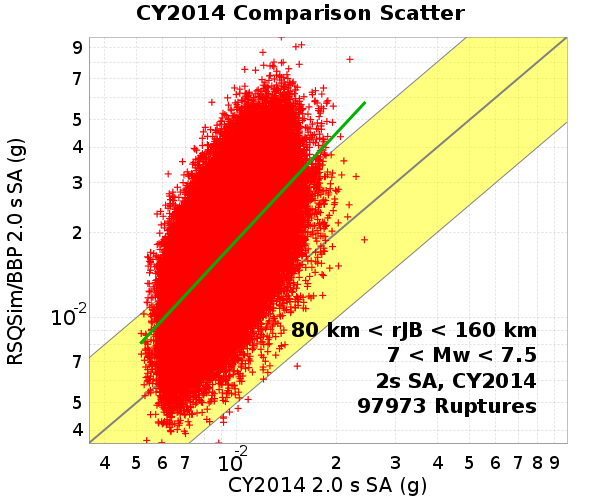 CY2014 Comparison Scatter
RSQSim/BBP 2.0 s SA (g)
9
7
5
4
3
2
10-2
7
5
4
80 km < rJB < 160 km
7 < Mw < 7.5
2s SA, CY2014
97973 Ruptures
4 5 6 7 10-2 2 3 4 5 6 7 8 9
CY2014 2.0 s SA (g)